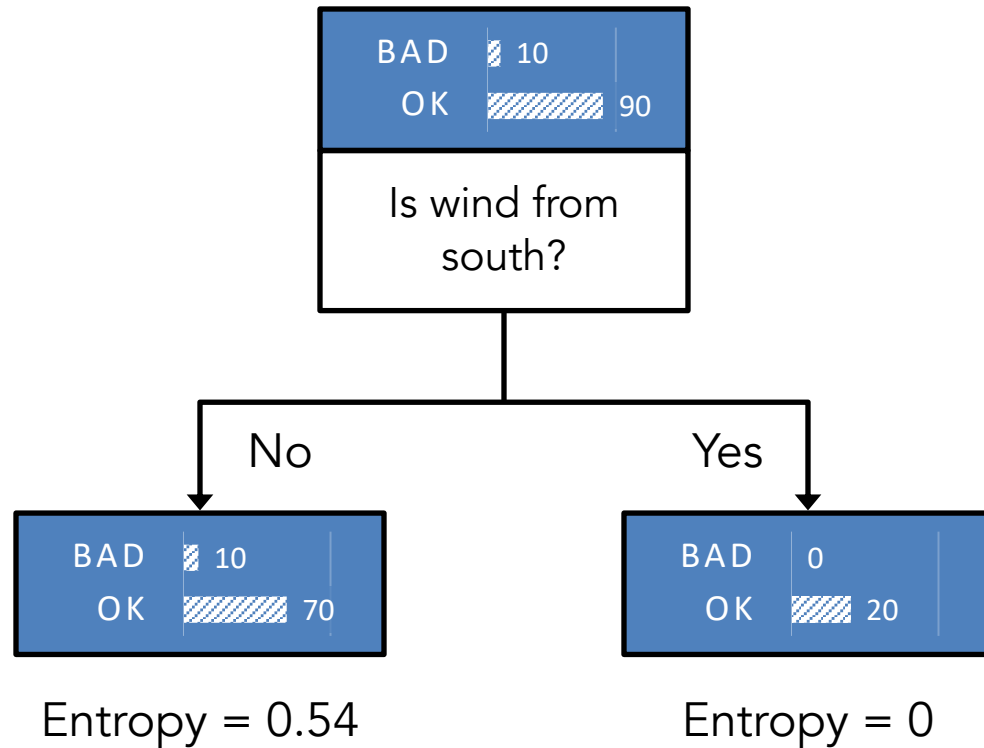 BAD 10
OK 90
Is wind from
south?
No
Yes
BAD 10
OK 70
BAD 0
OK 20
Entropy = 0.54
Entropy = 0